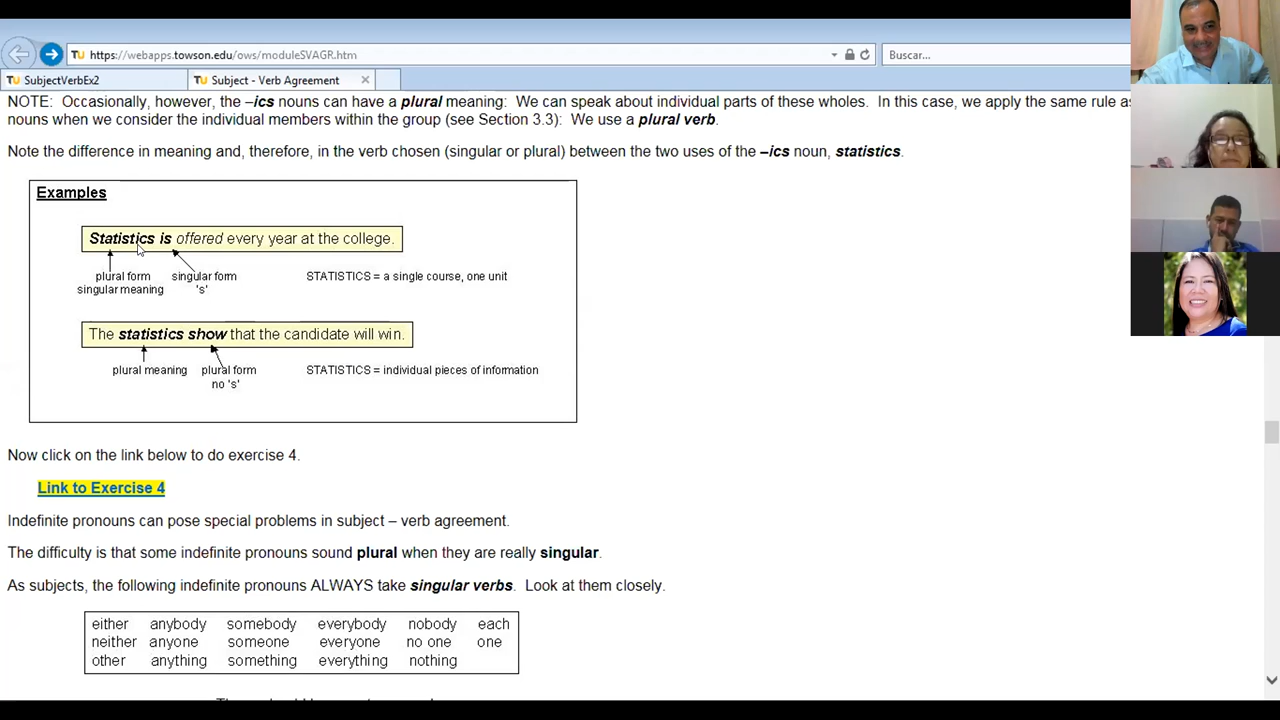 https://webapps.towson.edu/ows/moduleSVAGR.htm
Buscar...
SubjectVerbEx2
Subject - Verb Agreement
NOTE: Occasionally, however, the –ics nouns can have a plural meaning: We can speak about individual parts of these wholes. In this case, we apply the same rule as
nouns when we consider the individual members within the group (see Section 3.3): We use a plural verb.
Note the difference in meaning and, therefore, in the verb chosen (singular or plural) between the two uses of the –ics noun, statistics.
Examples
Statistics is offered every year at the college.
plural form singular form STATISTICS = a single course, one unit
singular meaning 's'
The statistics show that the candidate will win.
plural meaning plural form STATISTICS = individual pieces of information
no 's'
Now click on the link below to do exercise 4.
Link to Exercise 4
Indefinite pronouns can pose special problems in subject – verb agreement.
The difficulty is that some indefinite pronouns sound plural when they are really singular.
As subjects, the following indefinite pronouns ALWAYS take singular verbs. Look at them closely.
either anybody somebody everybody nobody each
neither anyone someone everyone no one one
other anything something everything nothing